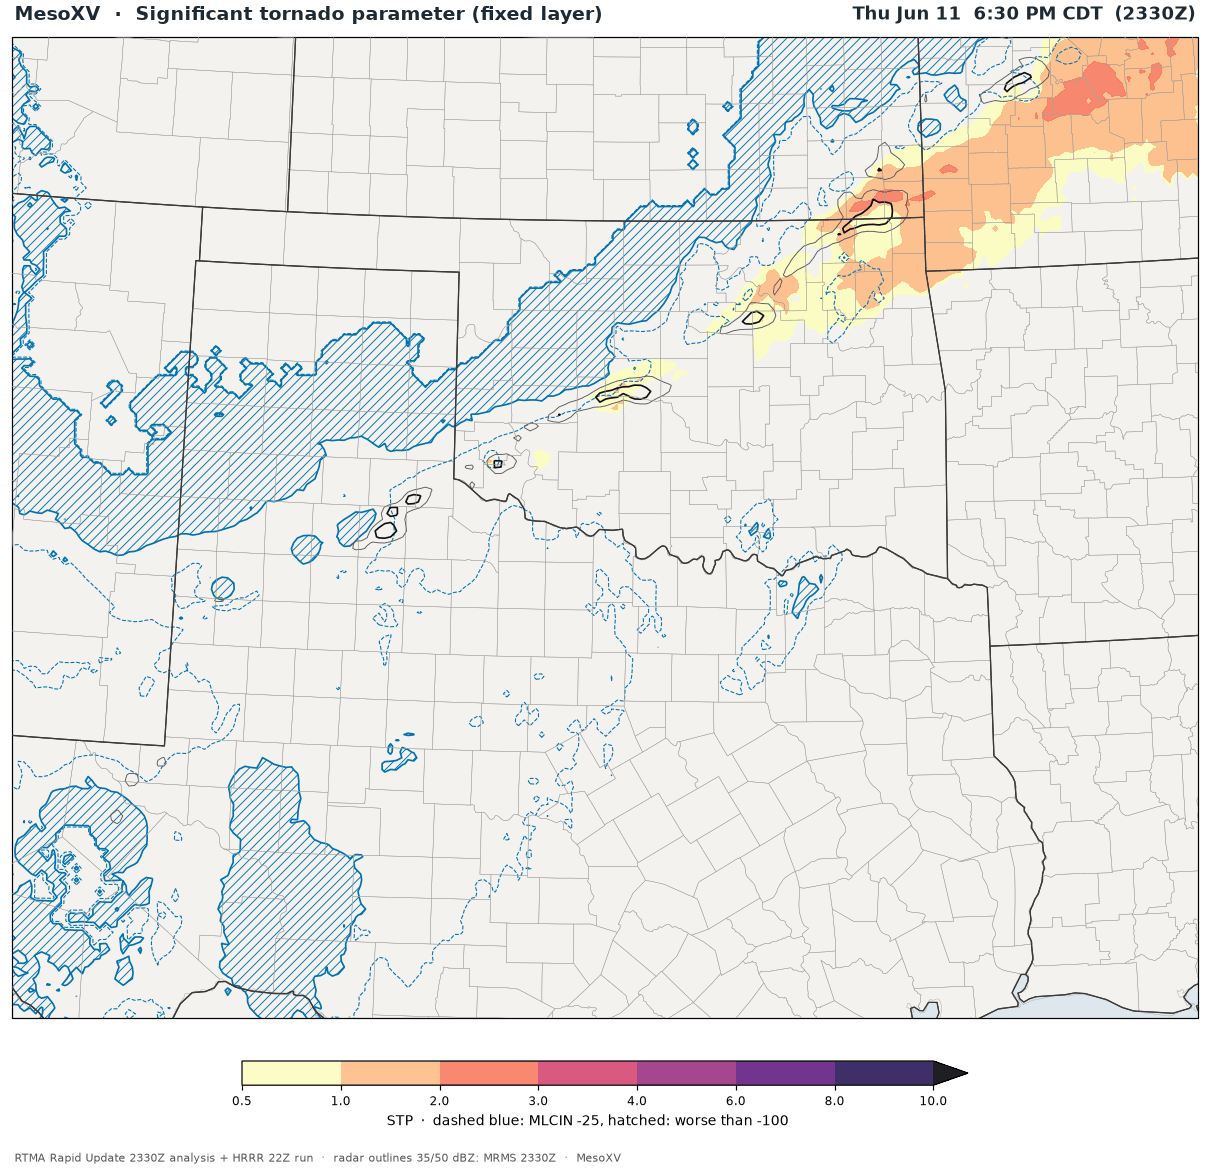 MesoXV · Significant tornado parameter (fixed layer)
Thu Jun 11 6:30 PM CDT (2330Z)
0.5 1.0 2.0 3.0 4.0 6.0 8.0 10.0
STP · dashed blue: MLCIN -25, hatched: worse than -100
RTMA Rapid Update 2330Z analysis + HRRR 22Z run · radar outlines 35/50 dBZ: MRMS 2330Z · MesoXV